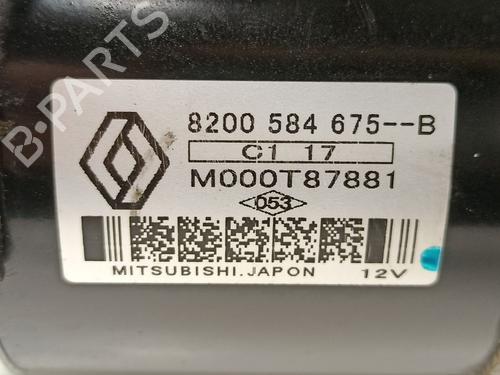 B-PARTS
8200 584 675--B
C1 17
M000T87881
053
MITSUBISHI.JAPON 12V